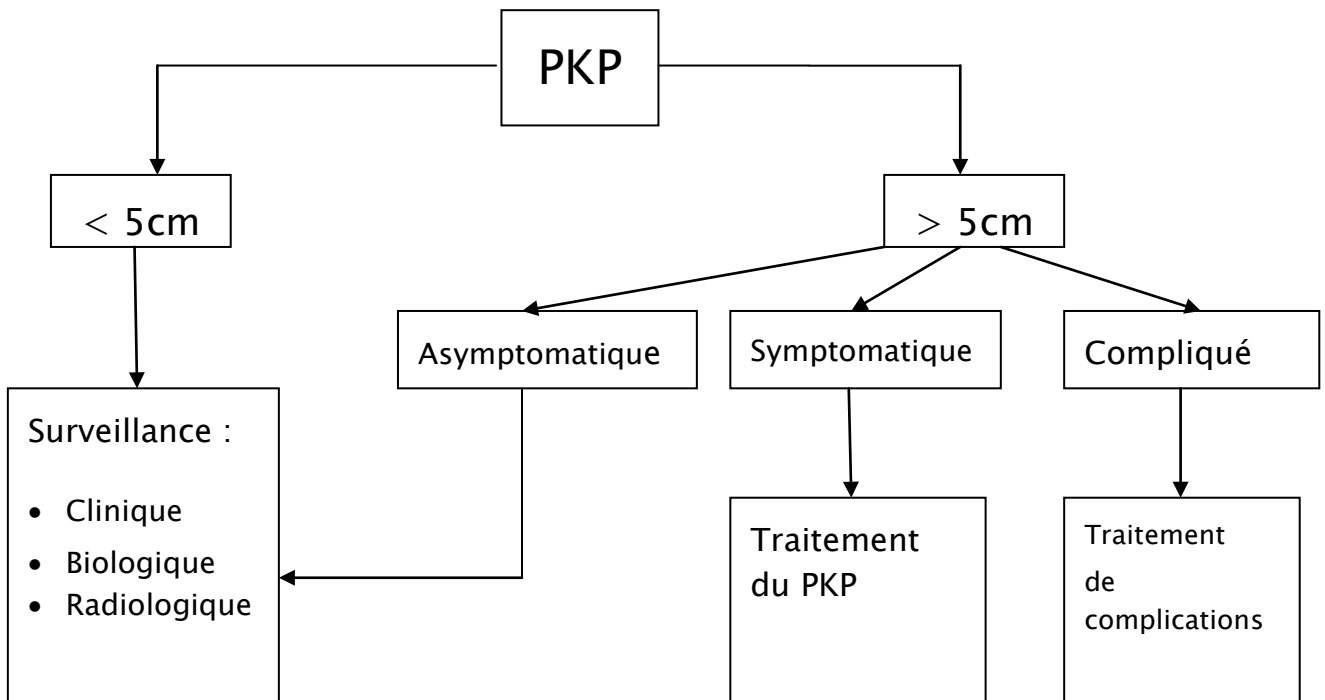 PKP
< 5cm
> 5cm
Asymptomatique
Symptomatique
Compliqué
Surveillance :
• Clinique
• Biologique
• Radiologique
Traitement
du PKP
Traitement
de
complications